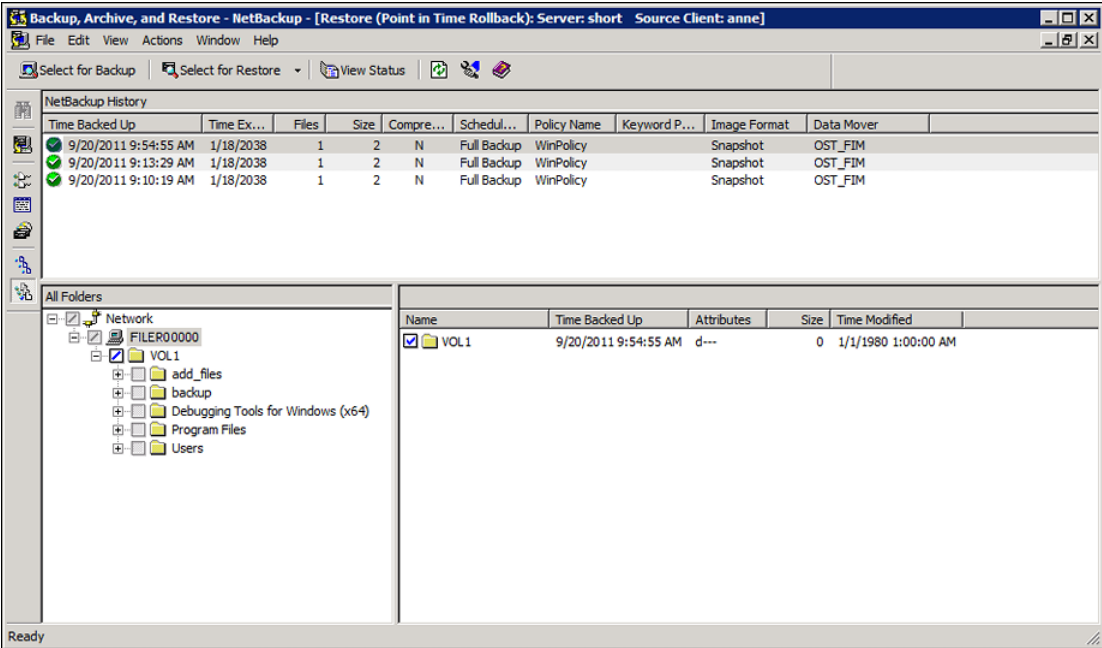 Backup, Archive, and Restore - NetBackup - [Restore (Point in Time Rollback): Server: short   Source Client: anne]
File Edit View Actions Window Help
Select for Backup Select for Restore View Status
NetBackup History
Time Backed Up Time Ex... Files Size Compre... Schedul... Policy Name Keyword P... Image Format Data Mover
9/20/2011 9:54:55 AM 1/18/2038 1 2 N Full Backup WinPolicy Snapshot OST_FIM
9/20/2011 9:13:29 AM 1/18/2038 1 2 N Full Backup WinPolicy Snapshot OST_FIM
9/20/2011 9:10:19 AM 1/18/2038 1 2 N Full Backup WinPolicy Snapshot OST_FIM
All Folders
Network
FILER00000
VOL1
add_files
backup
Debugging Tools for Windows (x64)
Program Files
Users
Name Time Backed Up Attributes Size Time Modified
VOL1 9/20/2011 9:54:55 AM d--- 0 1/1/1980 1:00:00 AM
Ready